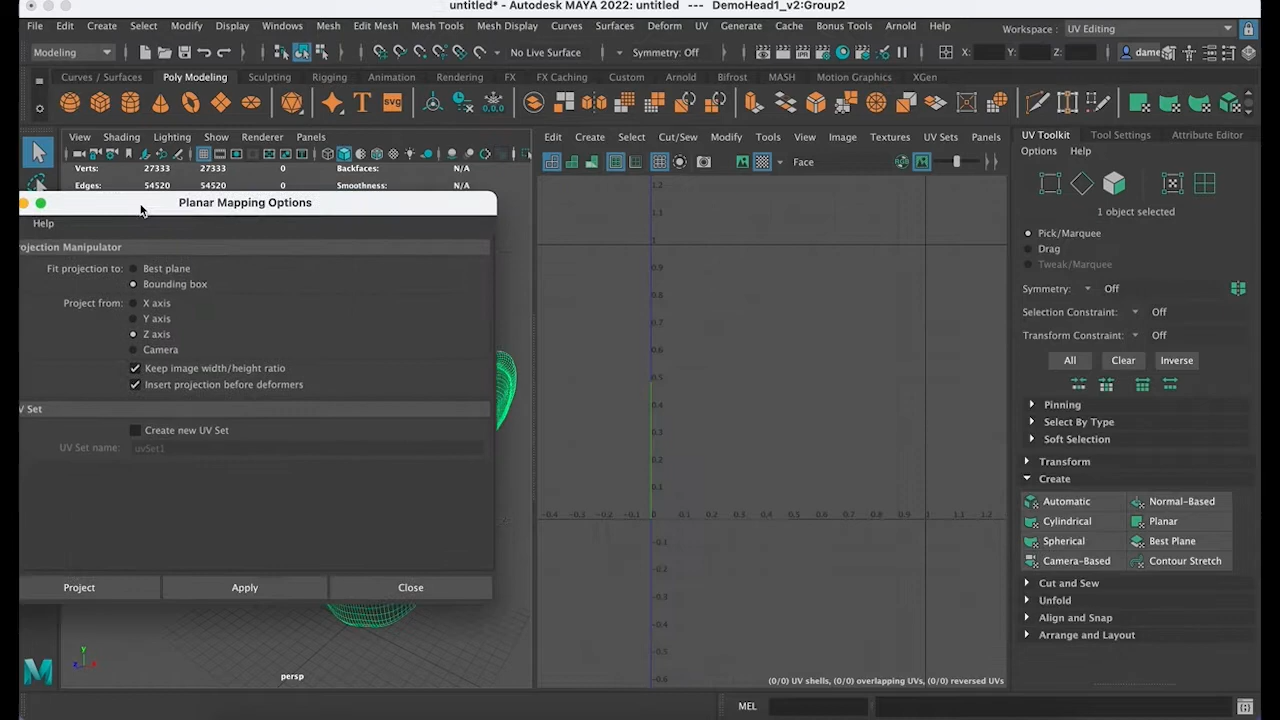 untitled* - Autodesk MAYA 2022: untitled --- DemoHead1_v2:Group2
File Edit Create Select Modify Display Windows Mesh Edit Mesh Mesh Tools Mesh Display Curves Surfaces Deform UV Generate Cache Arnold Help
Workspace : UV Editing
Modeling No Live Surface Symmetry: Off X: Y: Z: dame
Curves / Surfaces Poly Modeling Sculpting Rigging Animation Rendering FX FX Caching Custom Arnold Bifrost MASH Motion Graphics XGen
T svg 0,0,0
View Shading Lighting Show Renderer Panels
Verts: 27333 27333 0 Backfaces: N/A
Edges: 54520 54520 0 Smoothness: N/A
Planar Mapping Options
Help
ojection Manipulator
Fit projection to: Best plane
Bounding box
Project from: X axis
Y axis
Z axis
Camera
Keep image width/height ratio
Insert projection before deformers
V Set
Create new UV Set
UV Set name: uvSet1
Project Apply Close
y
z x
persp
Edit Create Select Cut/Sew Modify Tools View Image Textures UV Sets Panels
Face RGB
1.2
1.1
1
0.9
0.8
0.7
0.6
0.5
0.4
0.3
0.2
0.1
-0.4 -0.3 -0.2 -0.1 0 0.1 0.2 0.3 0.4 0.5 0.6 0.7 0.8 0.9 1 1.1 1.2
-0.1
-0.2
-0.3
-0.4
-0.5
-0.6
(0/0) UV shells, (0/0) overlapping UVs, (0/0) reversed UVs
UV Toolkit Tool Settings Attribute Editor
Options Help
1 object selected
Pick/Marquee
Drag
Tweak/Marquee
Symmetry: Off
Selection Constraint: Off
Transform Constraint: Off
All Clear Inverse
Pinning
Select By Type
Soft Selection
Transform
Create
Automatic Normal-Based
Cylindrical Planar
Spherical Best Plane
Camera-Based Contour Stretch
Cut and Sew
Unfold
Align and Snap
Arrange and Layout
M
MEL